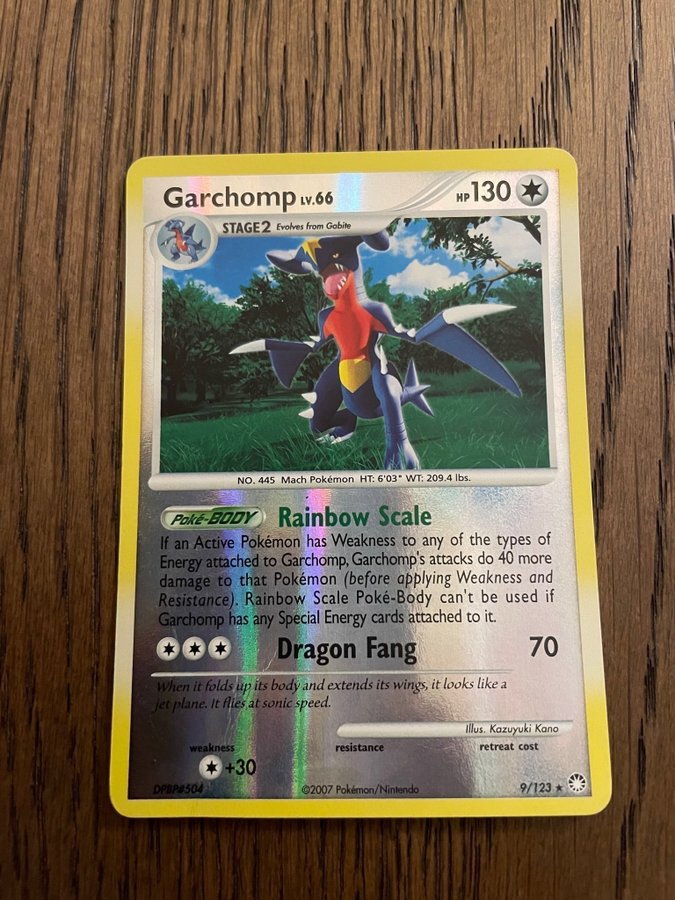 Garchomp LV.66 HP 130
STAGE2 Evolves from Gabite
NO. 445 Mach Pokémon HT: 6'03" WT: 209.4 lbs.
Poké-BODY Rainbow Scale
If an Active Pokémon has Weakness to any of the types of
Energy attached to Garchomp, Garchomp's attacks do 40 more
damage to that Pokémon (before applying Weakness and
Resistance). Rainbow Scale Poké-Body can't be used if
Garchomp has any Special Energy cards attached to it.
Dragon Fang 70
When it folds up its body and extends its wings, it looks like a
jet plane. It flies at sonic speed.
Illus. Kazuyuki Kano
weakness resistance retreat cost
+30
DPBP#504 ©2007 Pokémon/Nintendo 9/123 ★